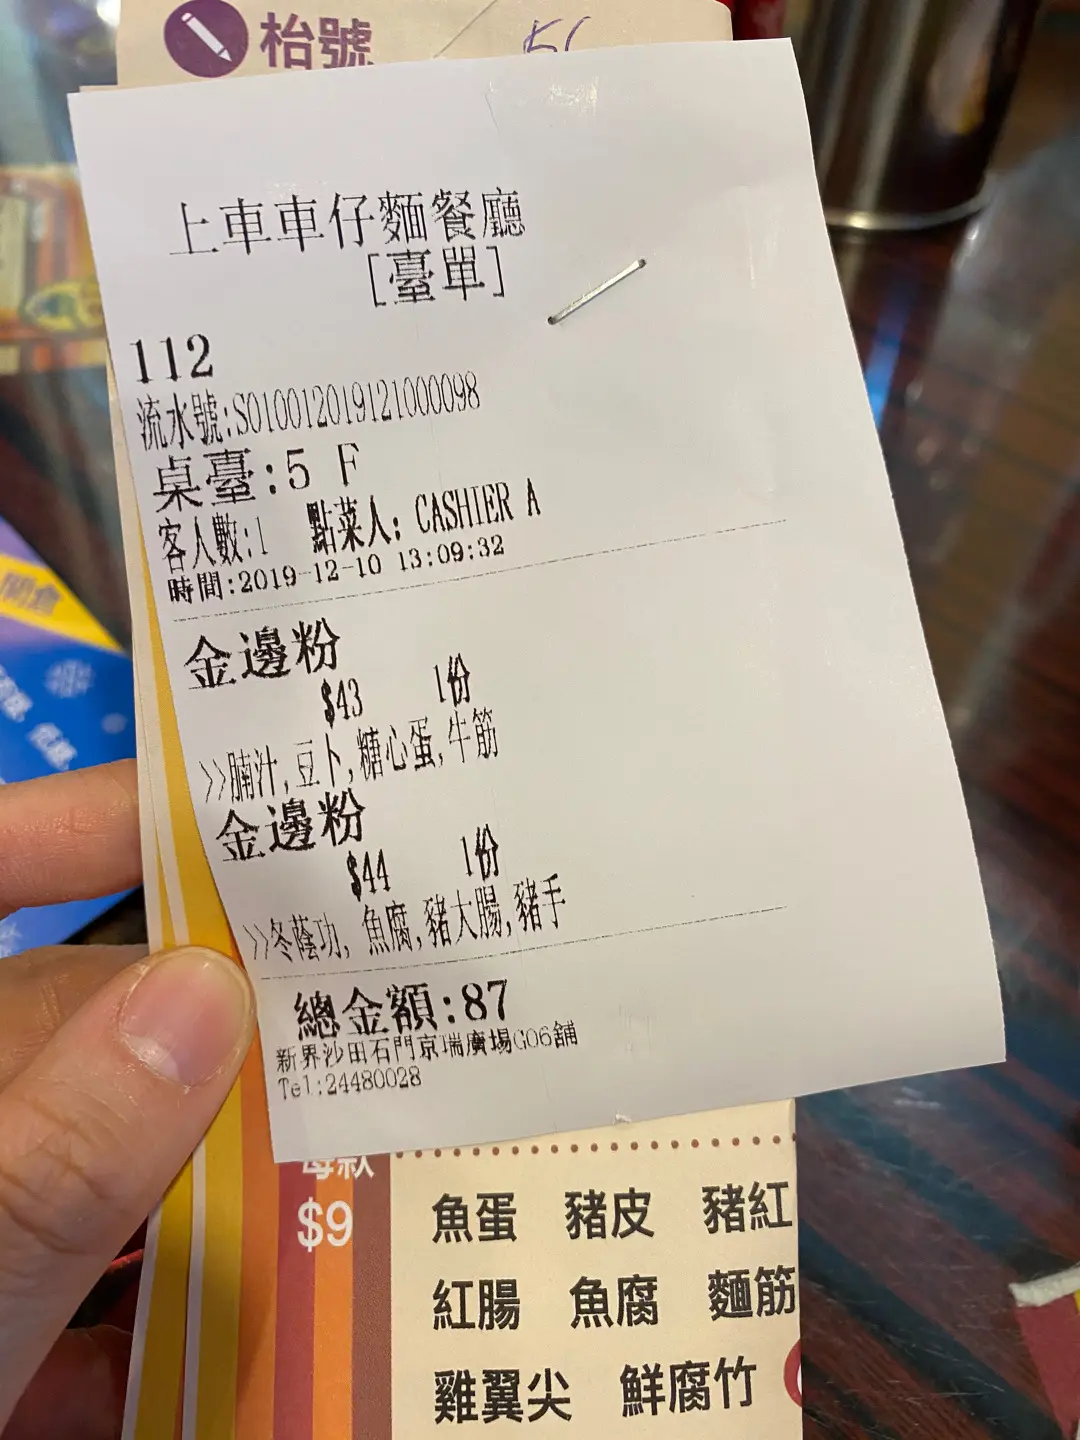 枱號
上車車仔麵餐廳
[臺單]
112
流水號:S010012019121000098
桌臺:5 F
客人數:1 點菜人: CASHIER A
時間:2019-12-10 13:09:32
金邊粉
$43 1份
>>腩汁,豆卜,糖心蛋,牛筋
金邊粉
$44 1份
>>冬蔭功, 魚腐,豬大腸,豬手
總金額:87
新界沙田石門京瑞廣場G06舖
Tel:24480028
每款
$9
魚蛋 豬皮 豬紅
紅腸 魚腐 麵筋
雞翼尖 鮮腐竹